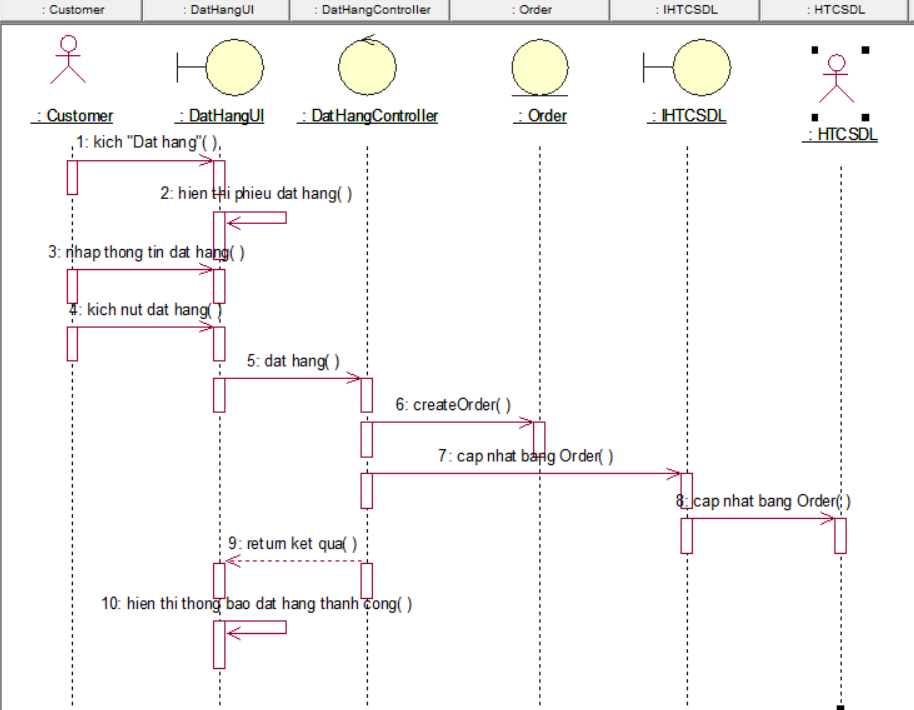 : Customer
: DatHangUI
: DatHangController
: Order
: IHTCSDL
: HTCSDL
: Customer
: DatHangUI
: DatHangController
: Order
: IHTCSDL
: HTCSDL
1: kich "Dat hang"( )
2: hien thi phieu dat hang( )
3: nhap thong tin dat hang( )
4: kich nut dat hang( )
5: dat hang( )
6: createOrder( )
7: cap nhat bang Order( )
8: cap nhat bang Order( )
9: return ket qua( )
10: hien thi thong bao dat hang thanh cong( )